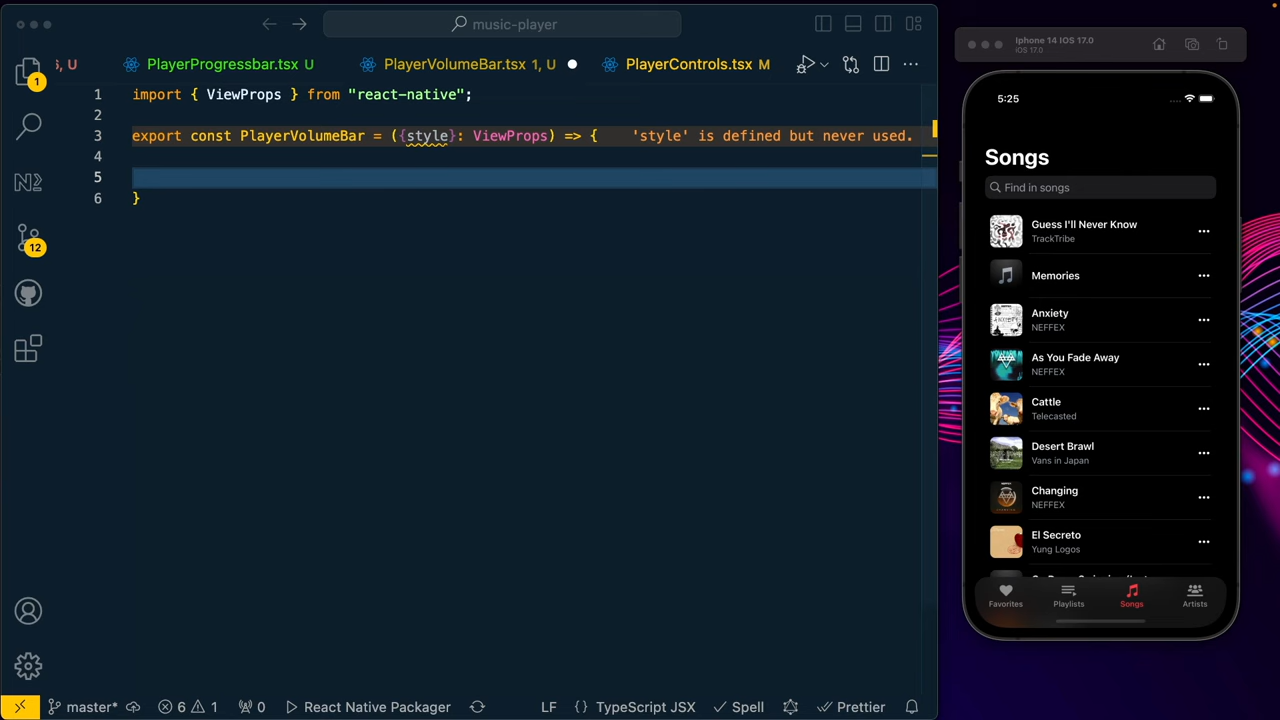 music-player
6, U
PlayerProgressbar.tsx U
PlayerVolumeBar.tsx 1, U
PlayerControls.tsx M
1 import { ViewProps } from "react-native";
2
3 export const PlayerVolumeBar = ({style}: ViewProps) => { 'style' is defined but never used.
4
5
6 }
1
12
master*
6 1
0
React Native Packager
LF
{} TypeScript JSX
Spell
Prettier
Iphone 14 IOS 17.0
iOS 17.0
5:25
Songs
Find in songs
Guess I'll Never Know
TrackTribe
Memories
Anxiety
NEFFEX
As You Fade Away
NEFFEX
Cattle
Telecasted
Desert Brawl
Vans in Japan
Changing
NEFFEX
El Secreto
Yung Logos
Favorites
Playlists
Songs
Artists